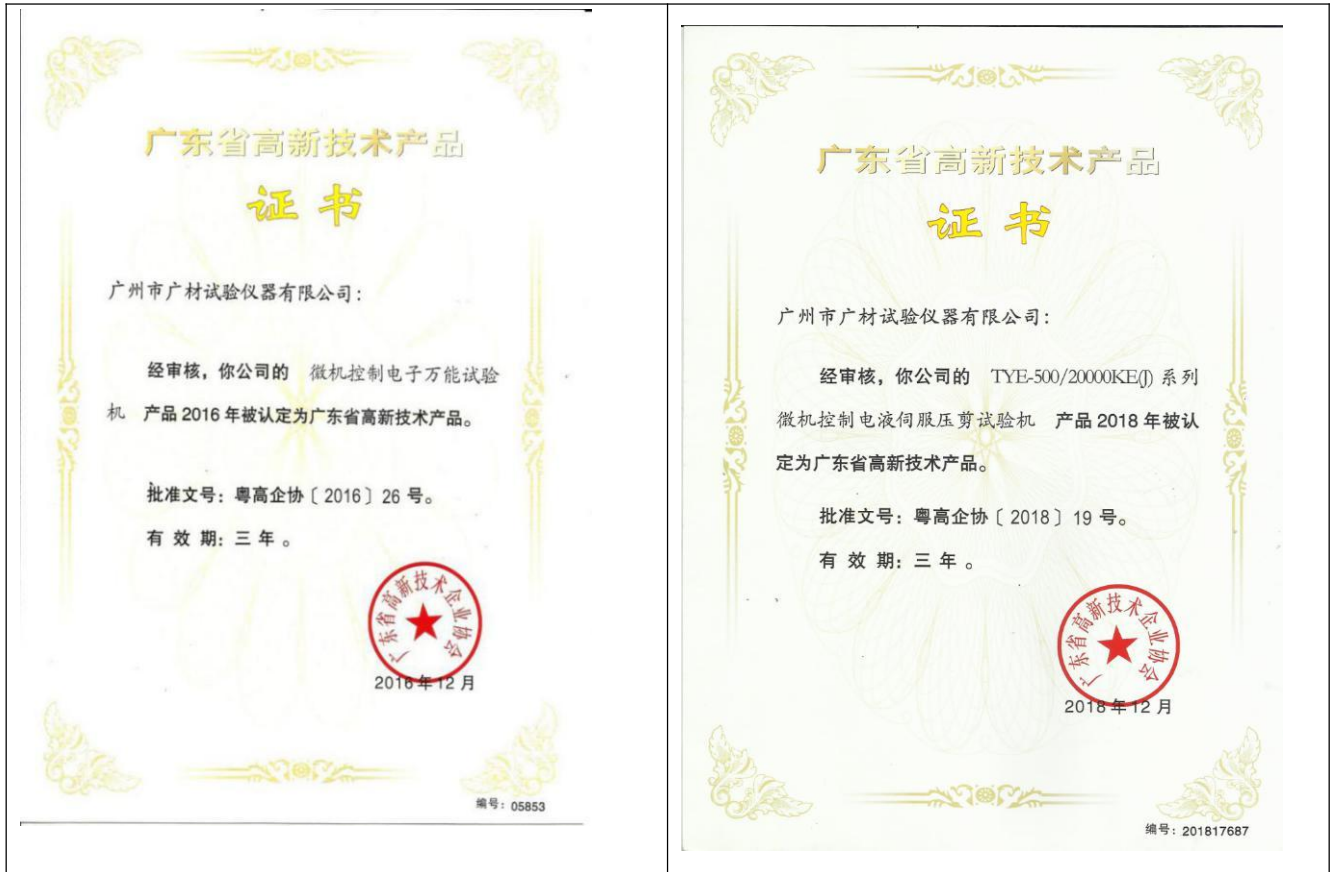 广东省高新技术产品
证书
广州市广材试验仪器有限公司：
经审核，你公司的 微机控制电子万能试验
机 产品 2016 年被认定为广东省高新技术产品。
批准文号：粤高企协〔2016〕26 号。
有 效 期：三 年 。
广东省高新技术企业协会
2016 年 12 月
编号：05853
广东省高新技术产品
证书
广州市广材试验仪器有限公司：
经审核，你公司的 TYE-500/20000KE(J) 系列
微机控制电液伺服压剪试验机 产品 2018 年被认
定为广东省高新技术产品。
批准文号：粤高企协〔2018〕19 号。
有 效 期：三 年 。
广东省高新技术企业协会
2018 年 12 月
编号：201817687